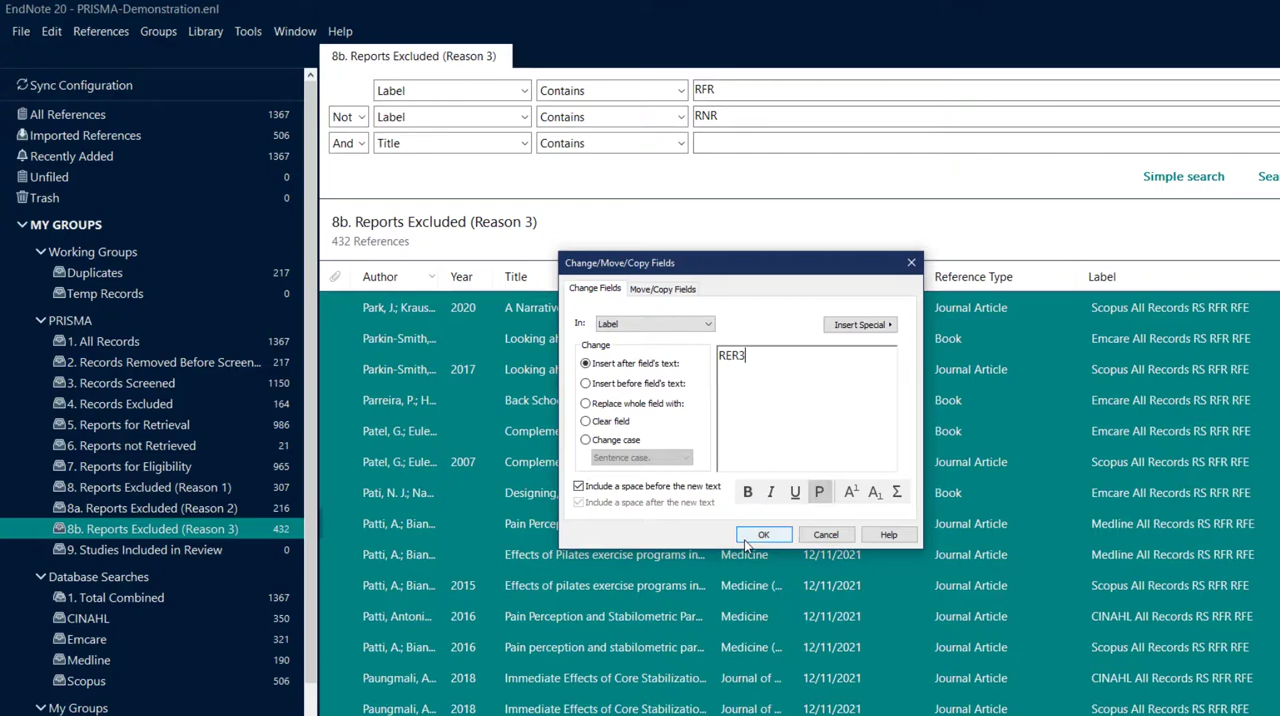 EndNote 20 - PRISMA-Demonstration.enl
File Edit References Groups Library Tools Window Help
Sync Configuration
All References 1367
Imported References 506
Recently Added 1367
Unfiled 0
Trash 0
MY GROUPS
Working Groups
Duplicates 217
Temp Records 0
PRISMA
1. All Records 1367
2. Records Removed Before Screen... 217
3. Records Screened 1150
4. Records Excluded 164
5. Reports for Retrieval 986
6. Reports not Retrieved 21
7. Reports for Eligibility 965
8. Reports Excluded (Reason 1) 317
8a. Reports Excluded (Reason 2) 216
8b. Reports Excluded (Reason 3) 432
9. Studies Included in Review 0
Database Searches
1. Total Combined 1367
CINAHL 350
Emcare 321
Medline 190
Scopus 506
My Groups
8b. Reports Excluded (Reason 3)
Label Contains RFR
Not Label Contains RNR
And Title Contains
Simple search Sea
8b. Reports Excluded (Reason 3)
432 References
Author Year Title Reference Type Label
Park, J.; Kraus... 2020 A Narrativ Journal Article Scopus All Records RS RFR RFE
Parkin-Smith, Looking ah Book Emcare All Records RS RFR RFE
Parkin-Smith, 2017 Looking ah Journal Article Emcare All Records RS RFR RFE
Parreira, P.; H... Back Schoo Book Emcare All Records RS RFR RFE
Patel, G.; Gree... Compleme Book Emcare All Records RS RFR RFE
Patel, G.; Gree... 2007 Compleme Journal Article Scopus All Records RS RFR RFE
Pati, N. J.; Na... Designing, Book Emcare All Records RS RFR RFE
Patti, A.; Bian... Pain Percep Journal Article Medline All Records RS RFR RFE
Patti, A.; Bian... Effects of Pilates exercise programs in... Medicine 12/11/2021 Journal Article Medline All Records RS RFR RFE
Patti, A.; Bian... 2015 Effects of pilates exercise programs in... Medicine (... 12/11/2021 Journal Article Scopus All Records RS RFR RFE
Patti, Antoni... 2016 Pain Perception and Stabilometric Par... Medicine 12/11/2021 Journal Article CINAHL All Records RS RFR RFE
Patti, A.; Bian... 2016 Pain perception and stabilometric par... Medicine (... 12/11/2021 Journal Article Scopus All Records RS RFR RFE
Paungmali, A... 2018 Immediate Effects of Core Stabilizatio... Journal of ... 12/11/2021 Journal Article CINAHL All Records RS RFR RFE
Paungmali, A... 2018 Immediate Effects of Core Stabilizatio... Journal of ... 12/11/2021 Journal Article Scopus All Records RS RFR RFE
Change/Move/Copy Fields
Change Fields Move/Copy Fields
In: Label Insert Special
Change
Insert after field's text:
Insert before field's text:
Replace whole field with:
Clear field
Change case
Sentence case.
RER3
Include a space before the new text
Include a space after the new text
B I U P A1 A1 Σ
OK Cancel Help